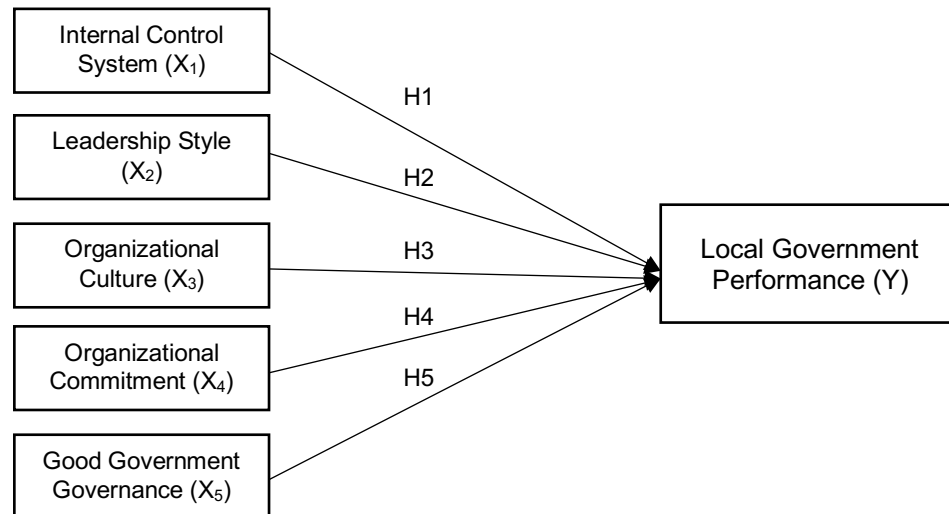 Internal Control
System (X₁)
H1
Leadership Style
(X₂)
H2
Organizational
Culture (X₃)
H3
Local Government
Performance (Y)
Organizational
Commitment (X₄)
H4
H5
Good Government
Governance (X₅)